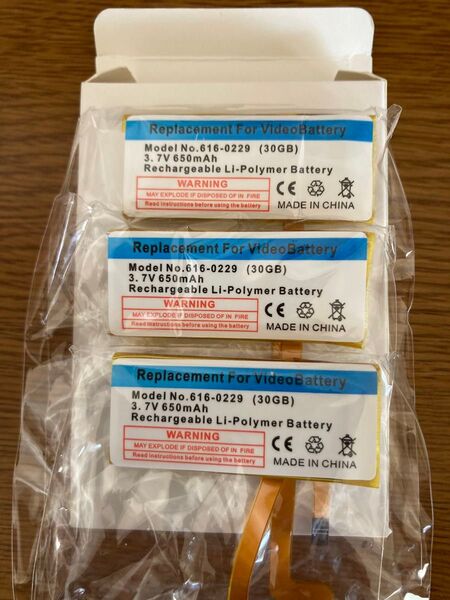 Replacement For VideoBattery
Model No.616-0229 (30GB)
3.7V 650mAh
Rechargeable Li-Polymer Battery
WARNING
MAY EXPLODE IF DISPOSED OF IN FIRE
Read instructions before using the battery
CE
MADE IN CHINA
Replacement For VideoBattery
Model No.616-0229 (30GB)
3.7V 650mAh
Rechargeable Li-Polymer Battery
WARNING
MAY EXPLODE IF DISPOSED OF IN FIRE
Read instructions before using the battery
CE
MADE IN CHINA
Replacement For VideoBattery
Model No.616-0229 (30GB)
3.7V 650mAh
Rechargeable Li-Polymer Battery
WARNING
MAY EXPLODE IF DISPOSED OF IN FIRE
Read instructions before using the battery
CE
MADE IN CHINA